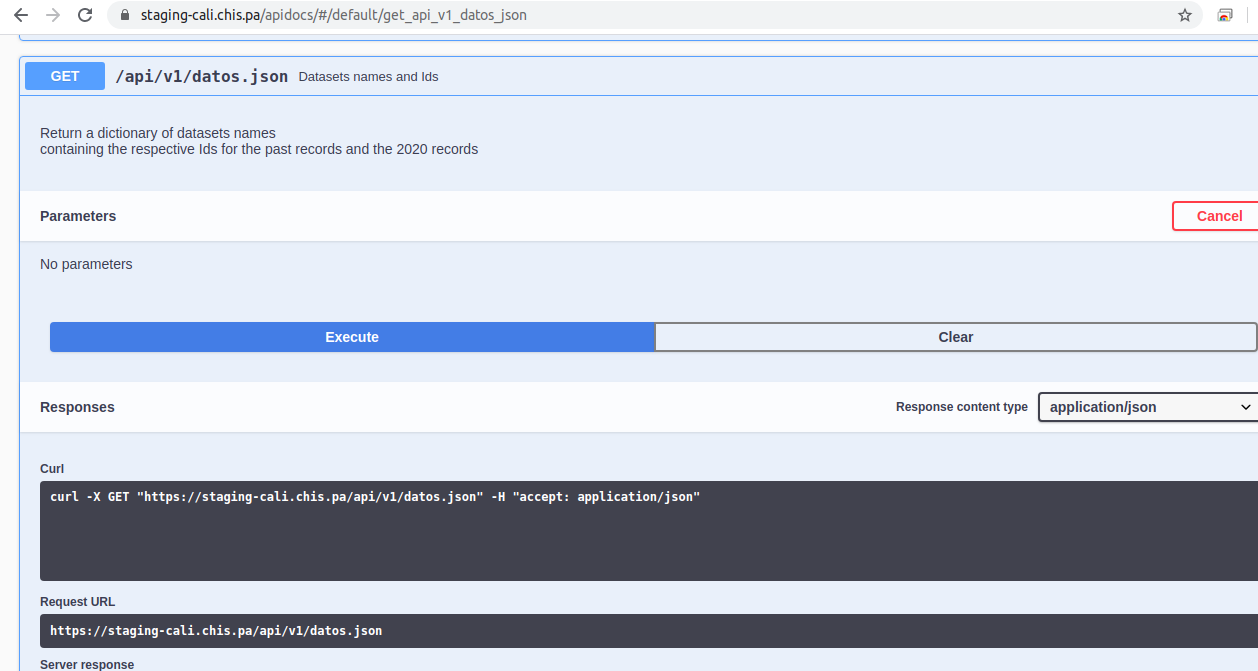 staging-cali.chis.pa/apidocs/#/default/get_api_v1_datos_json
GET /api/v1/datos.json Datasets names and Ids
Return a dictionary of datasets names
containing the respective Ids for the past records and the 2020 records
Parameters Cancel
No parameters
Execute Clear
Responses Response content type application/json
Curl
curl -X GET "https://staging-cali.chis.pa/api/v1/datos.json" -H "accept: application/json"
Request URL
https://staging-cali.chis.pa/api/v1/datos.json
Server response